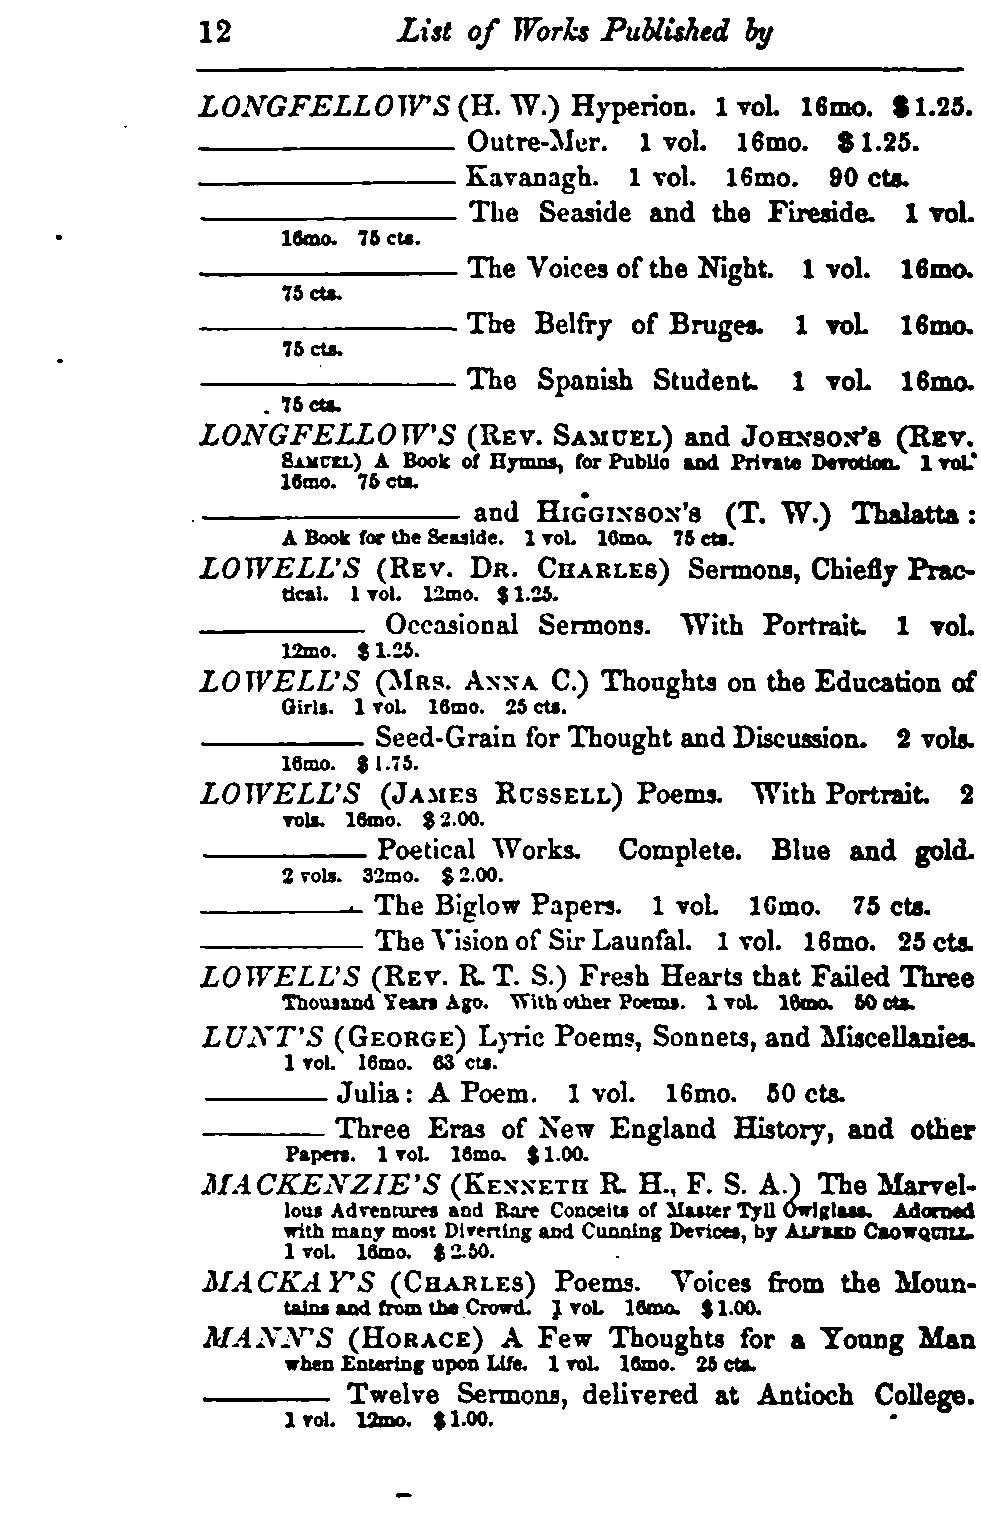 12 List of Works Published by
LONGFELLOW'S (H. W.) Hyperion. 1 vol. 16mo. $1.25.
———— Outre-Mer. 1 vol. 16mo. $1.25.
———— Kavanagh. 1 vol. 16mo. 90 cts.
———— The Seaside and the Fireside. 1 vol.
16mo. 75 cts.
———— The Voices of the Night. 1 vol. 16mo.
75 cts.
———— The Belfry of Bruges. 1 vol. 16mo.
75 cts.
———— The Spanish Student. 1 vol. 16mo.
75 cts.
LONGFELLOW'S (REV. SAMUEL) and JOHNSON'S (REV.
SAMUEL) A Book of Hymns, for Public and Private Devotion. 1 vol.
16mo. 75 cts.
———— and HIGGINSON'S (T. W.) Thalatta:
A Book for the Seaside. 1 vol. 16mo. 75 cts.
LOWELL'S (REV. DR. CHARLES) Sermons, Chiefly Prac-
tical. 1 vol. 12mo. $1.25.
———— Occasional Sermons. With Portrait. 1 vol.
12mo. $1.25.
LOWELL'S (MRS. ANNA C.) Thoughts on the Education of
Girls. 1 vol. 16mo. 25 cts.
———— Seed-Grain for Thought and Discussion. 2 vols.
16mo. $1.75.
LOWELL'S (JAMES RUSSELL) Poems. With Portrait. 2
vols. 16mo. $2.00.
———— Poetical Works. Complete. Blue and gold.
2 vols. 32mo. $2.00.
———— The Biglow Papers. 1 vol. 16mo. 75 cts.
———— The Vision of Sir Launfal. 1 vol. 16mo. 25 cts.
LOWELL'S (REV. R. T. S.) Fresh Hearts that Failed Three
Thousand Years Ago. With other Poems. 1 vol. 16mo. 50 cts.
LUNT'S (GEORGE) Lyric Poems, Sonnets, and Miscellanies.
1 vol. 16mo. 63 cts.
———— Julia: A Poem. 1 vol. 16mo. 50 cts.
———— Three Eras of New England History, and other
Papers. 1 vol. 16mo. $1.00.
MACKENZIE'S (KENNETH R. H., F. S. A.) The Marvel-
lous Adventures and Rare Conceits of Master Tyll Owlglass. Adorned
with many most Diverting and Cunning Devices, by ALFRED CROWQUILL.
1 vol. 16mo. $2.50.
MACKAY'S (CHARLES) Poems. Voices from the Moun-
tains and from the Crowd. 1 vol. 16mo. $1.00.
MANN'S (HORACE) A Few Thoughts for a Young Man
when Entering upon Life. 1 vol. 16mo. 25 cts.
———— Twelve Sermons, delivered at Antioch College.
1 vol. 12mo. $1.00.